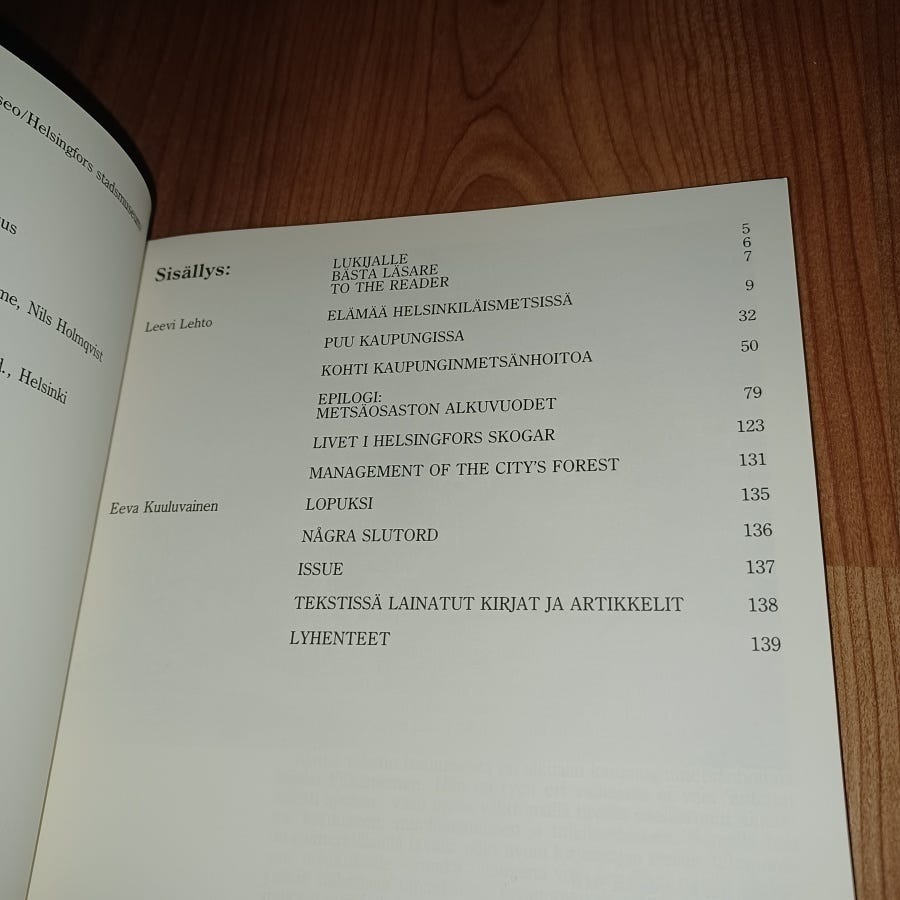 seo/Helsingfors stadsmuseum
us
me, Nils Holmqvist
l., Helsinki
Sisällys:
LUKIJALLE 5
BÄSTA LÄSARE 6
TO THE READER 7
Leevi Lehto ELÄMÄÄ HELSINKILÄISMETSISSÄ 9
PUU KAUPUNGISSA 32
KOHTI KAUPUNGINMETSÄNHOITOA 50
EPILOGI:
METSÄOSASTON ALKUVUODET 79
LIVET I HELSINGFORS SKOGAR 123
MANAGEMENT OF THE CITY'S FOREST 131
Eeva Kuuluvainen LOPUKSI 135
NÅGRA SLUTORD 136
ISSUE 137
TEKSTISSÄ LAINATUT KIRJAT JA ARTIKKELIT 138
LYHENTEET 139